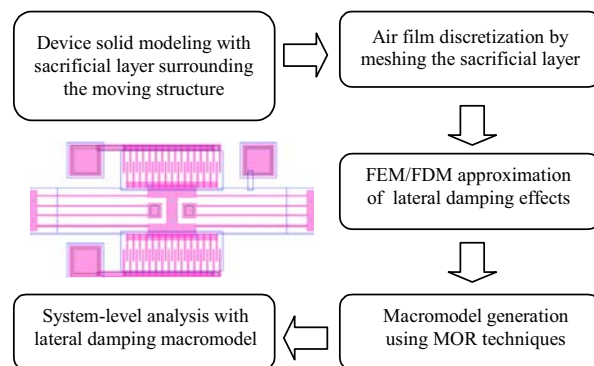 Device solid modeling with
sacrificial layer surrounding
the moving structure
Air film discretization by
meshing the sacrificial layer
FEM/FDM approximation
of lateral damping effects
Macromodel generation
using MOR techniques
System-level analysis with
lateral damping macromodel